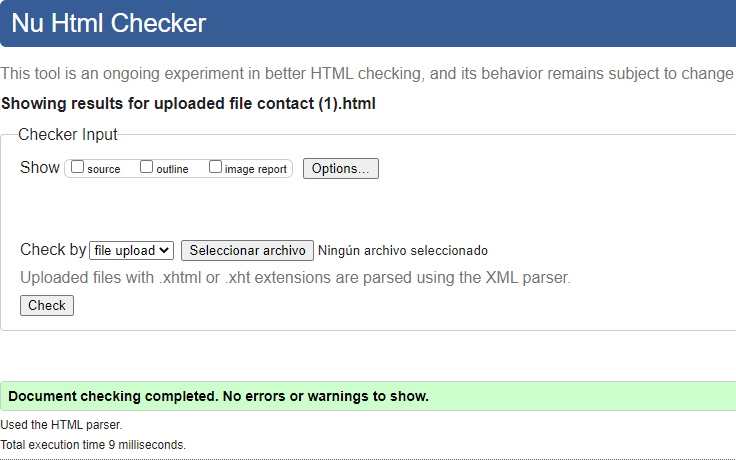 Nu Html Checker
This tool is an ongoing experiment in better HTML checking, and its behavior remains subject to change
Showing results for uploaded file contact (1).html
Checker Input
Show source outline image report Options...
Check by file upload Seleccionar archivo Ningún archivo seleccionado
Uploaded files with .xhtml or .xht extensions are parsed using the XML parser.
Check
Document checking completed. No errors or warnings to show.
Used the HTML parser.
Total execution time 9 milliseconds.